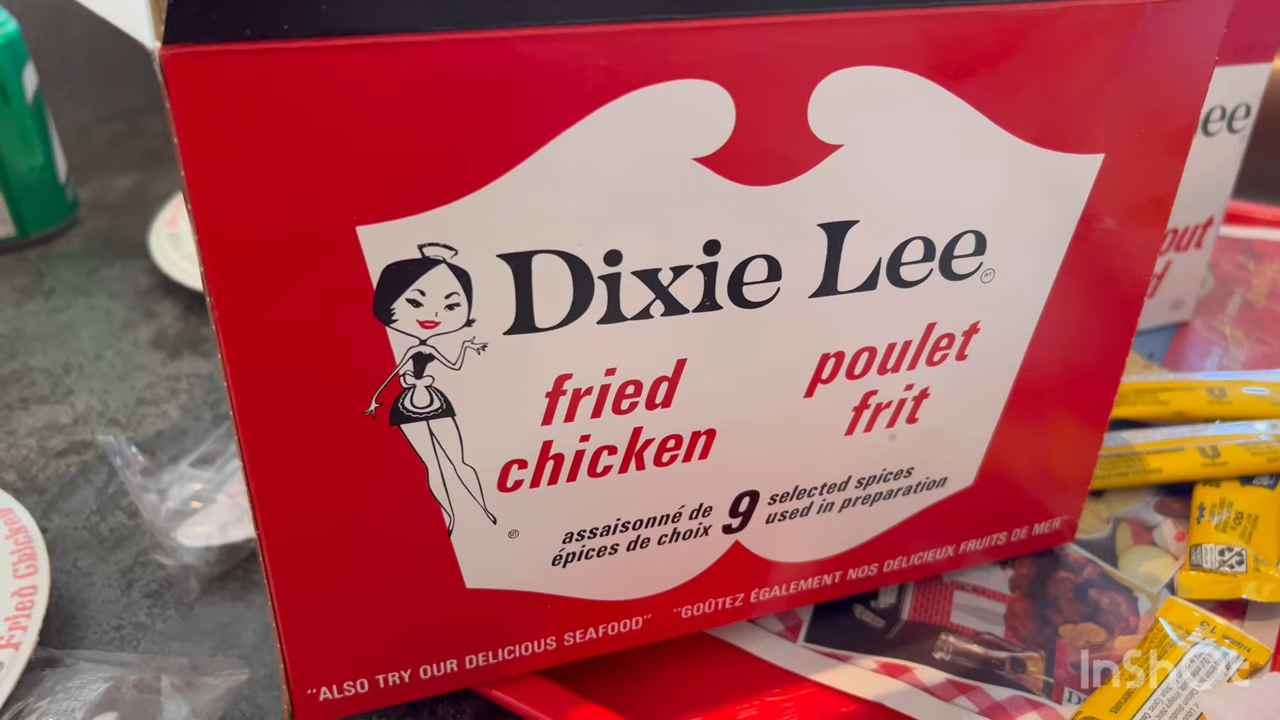 Dixie Lee
fried
chicken
poulet
frit
assaisonné de
épices de choix
9
selected spices
used in preparation
"ALSO TRY OUR DELICIOUS SEAFOOD" "GOÛTEZ ÉGALEMENT NOS DÉLICIEUX FRUITS DE MER"
ee
Fried Chicken
InShot